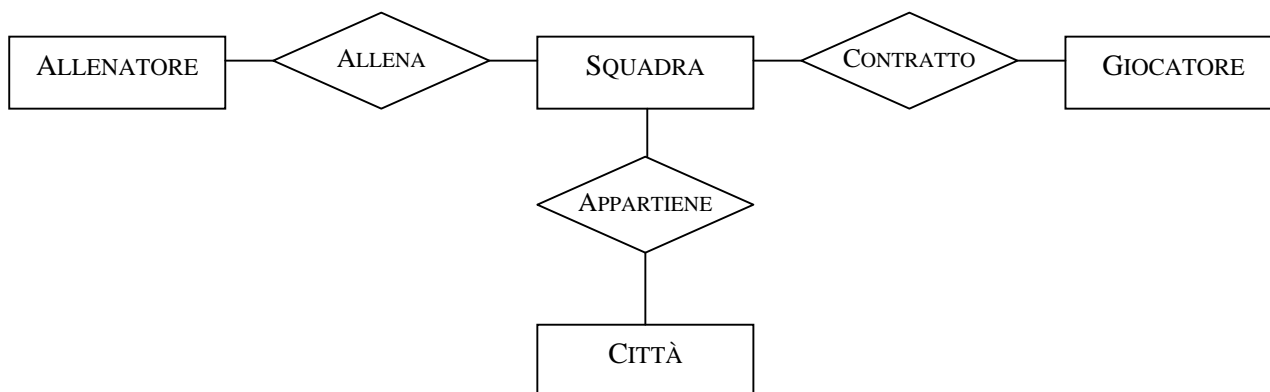 ALLENATORE
ALLENA
SQUADRA
CONTRATTO
GIOCATORE
APPARTIENE
CITTÀ